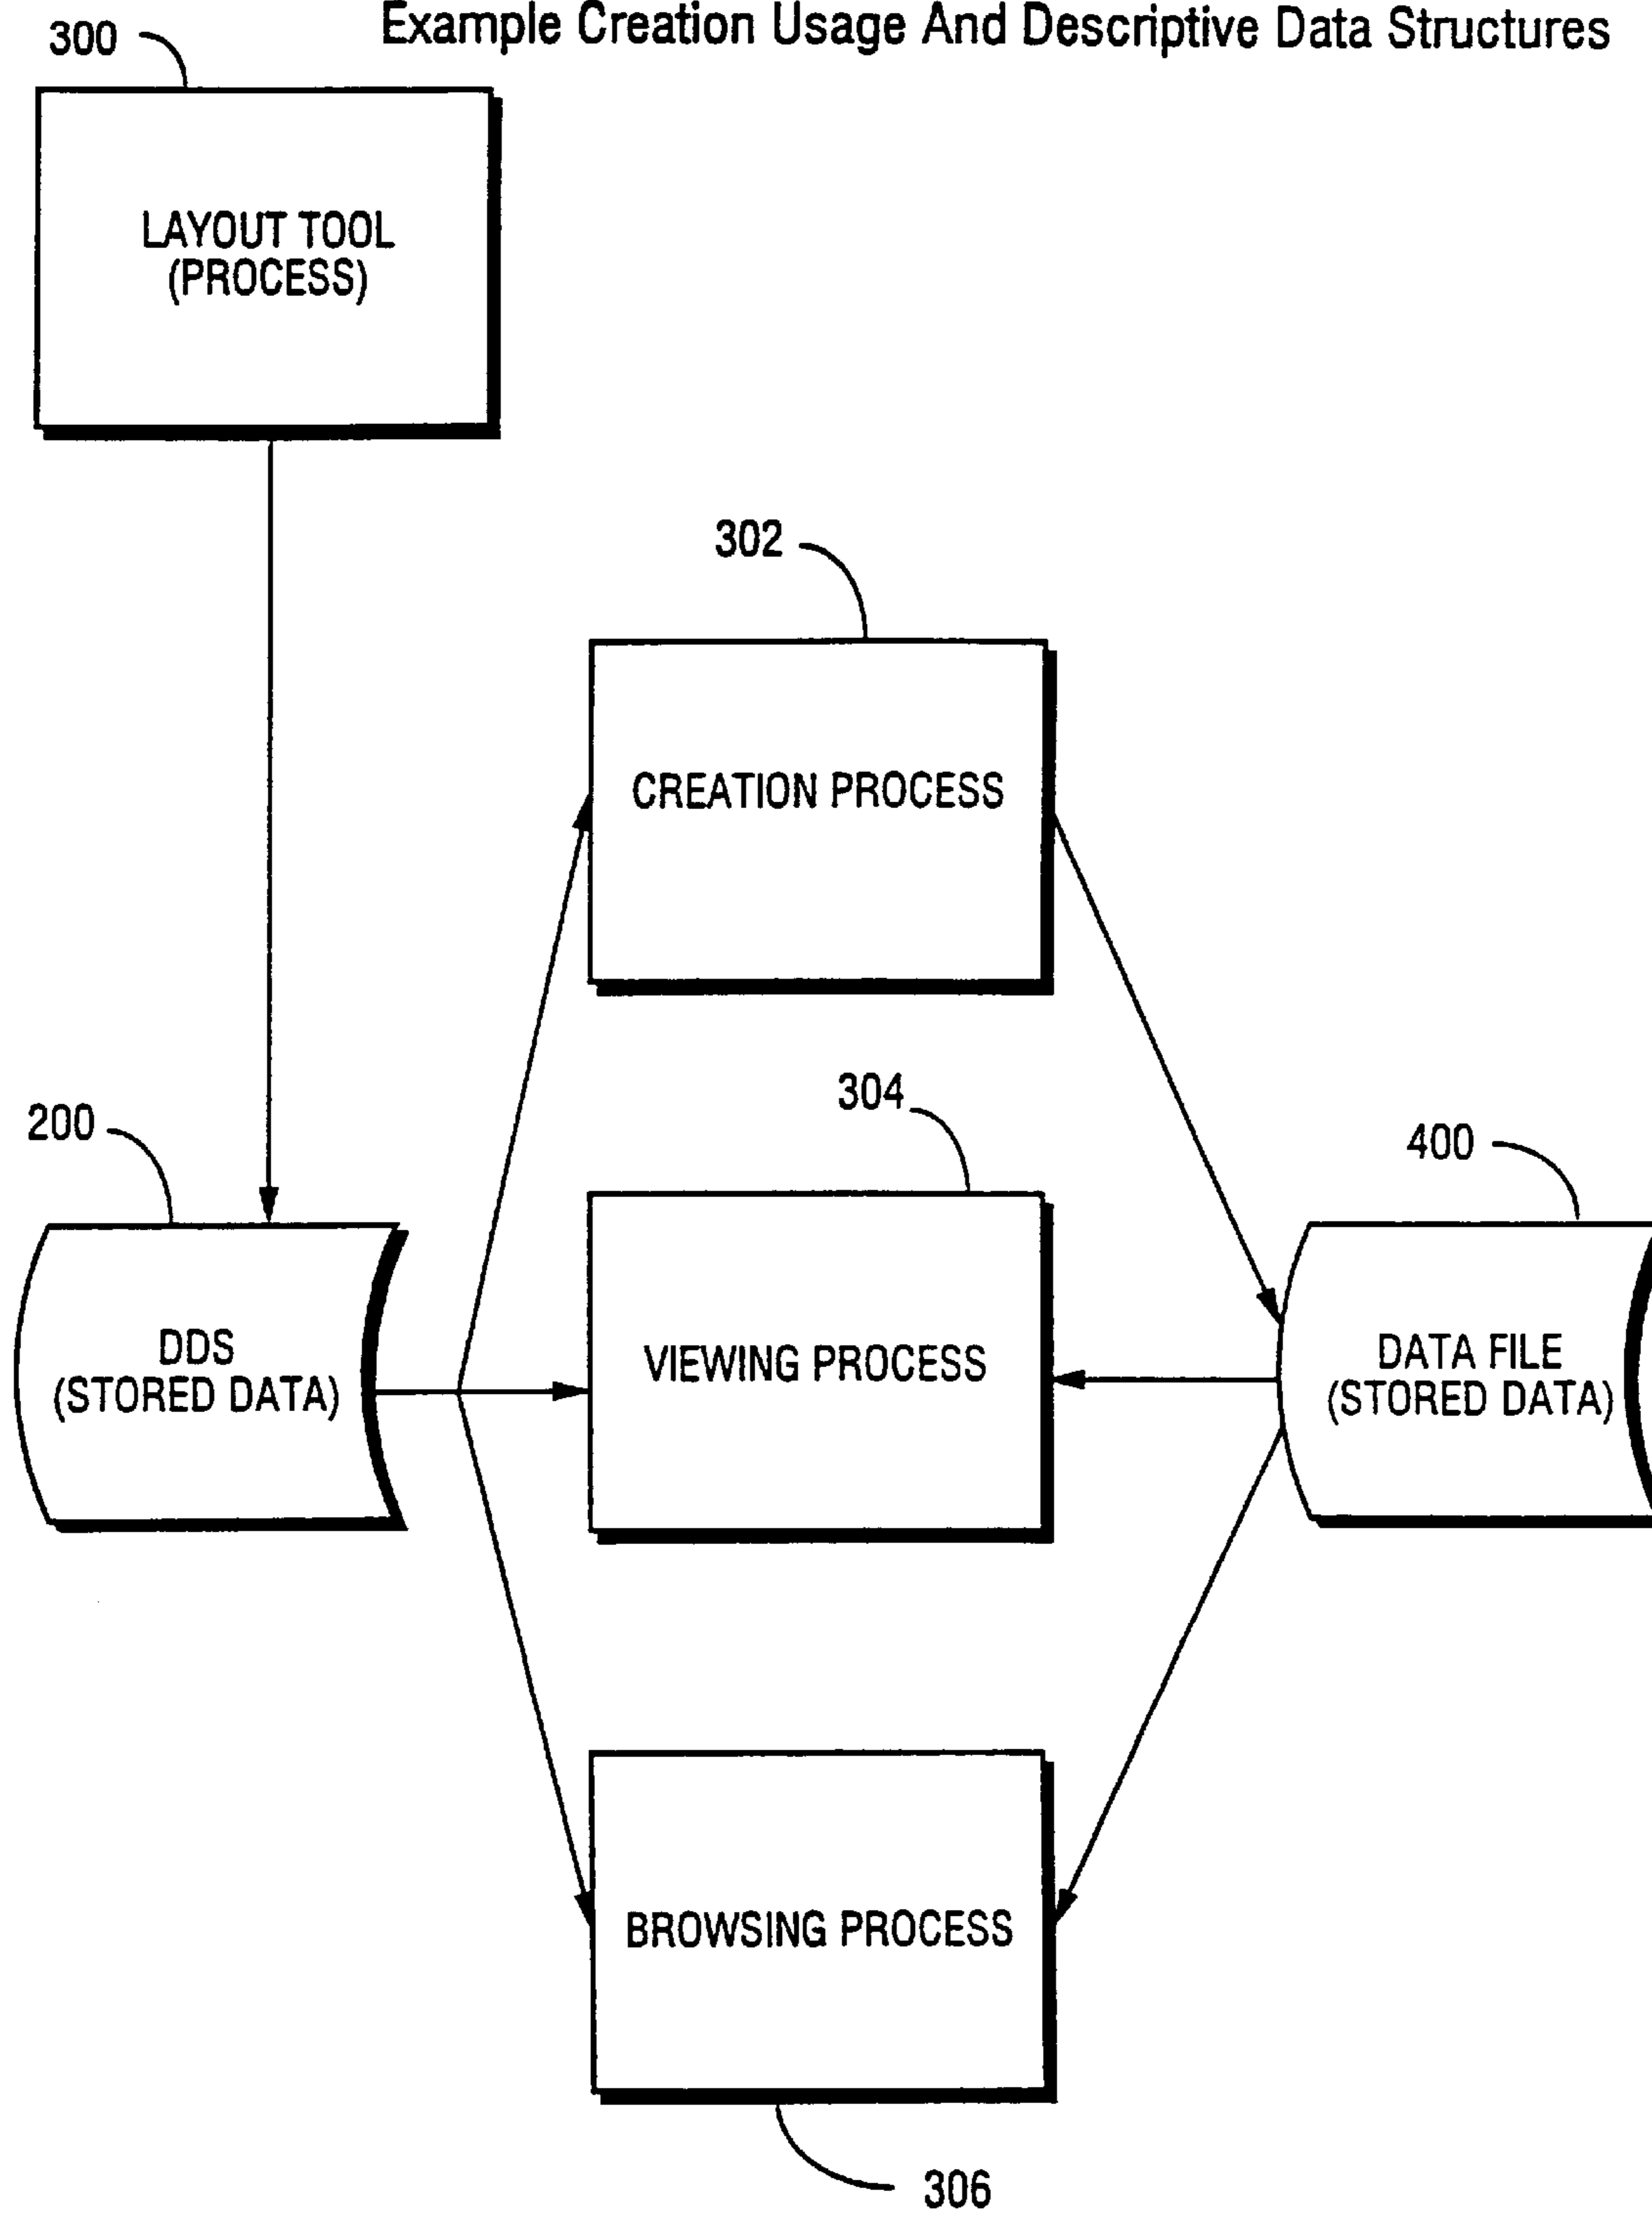 Example Creation Usage And Descriptive Data Structures
300
LAYOUT TOOL
(PROCESS)
302
CREATION PROCESS
304
200
400
DDS
(STORED DATA)
VIEWING PROCESS
DATA FILE
(STORED DATA)
BROWSING PROCESS
306